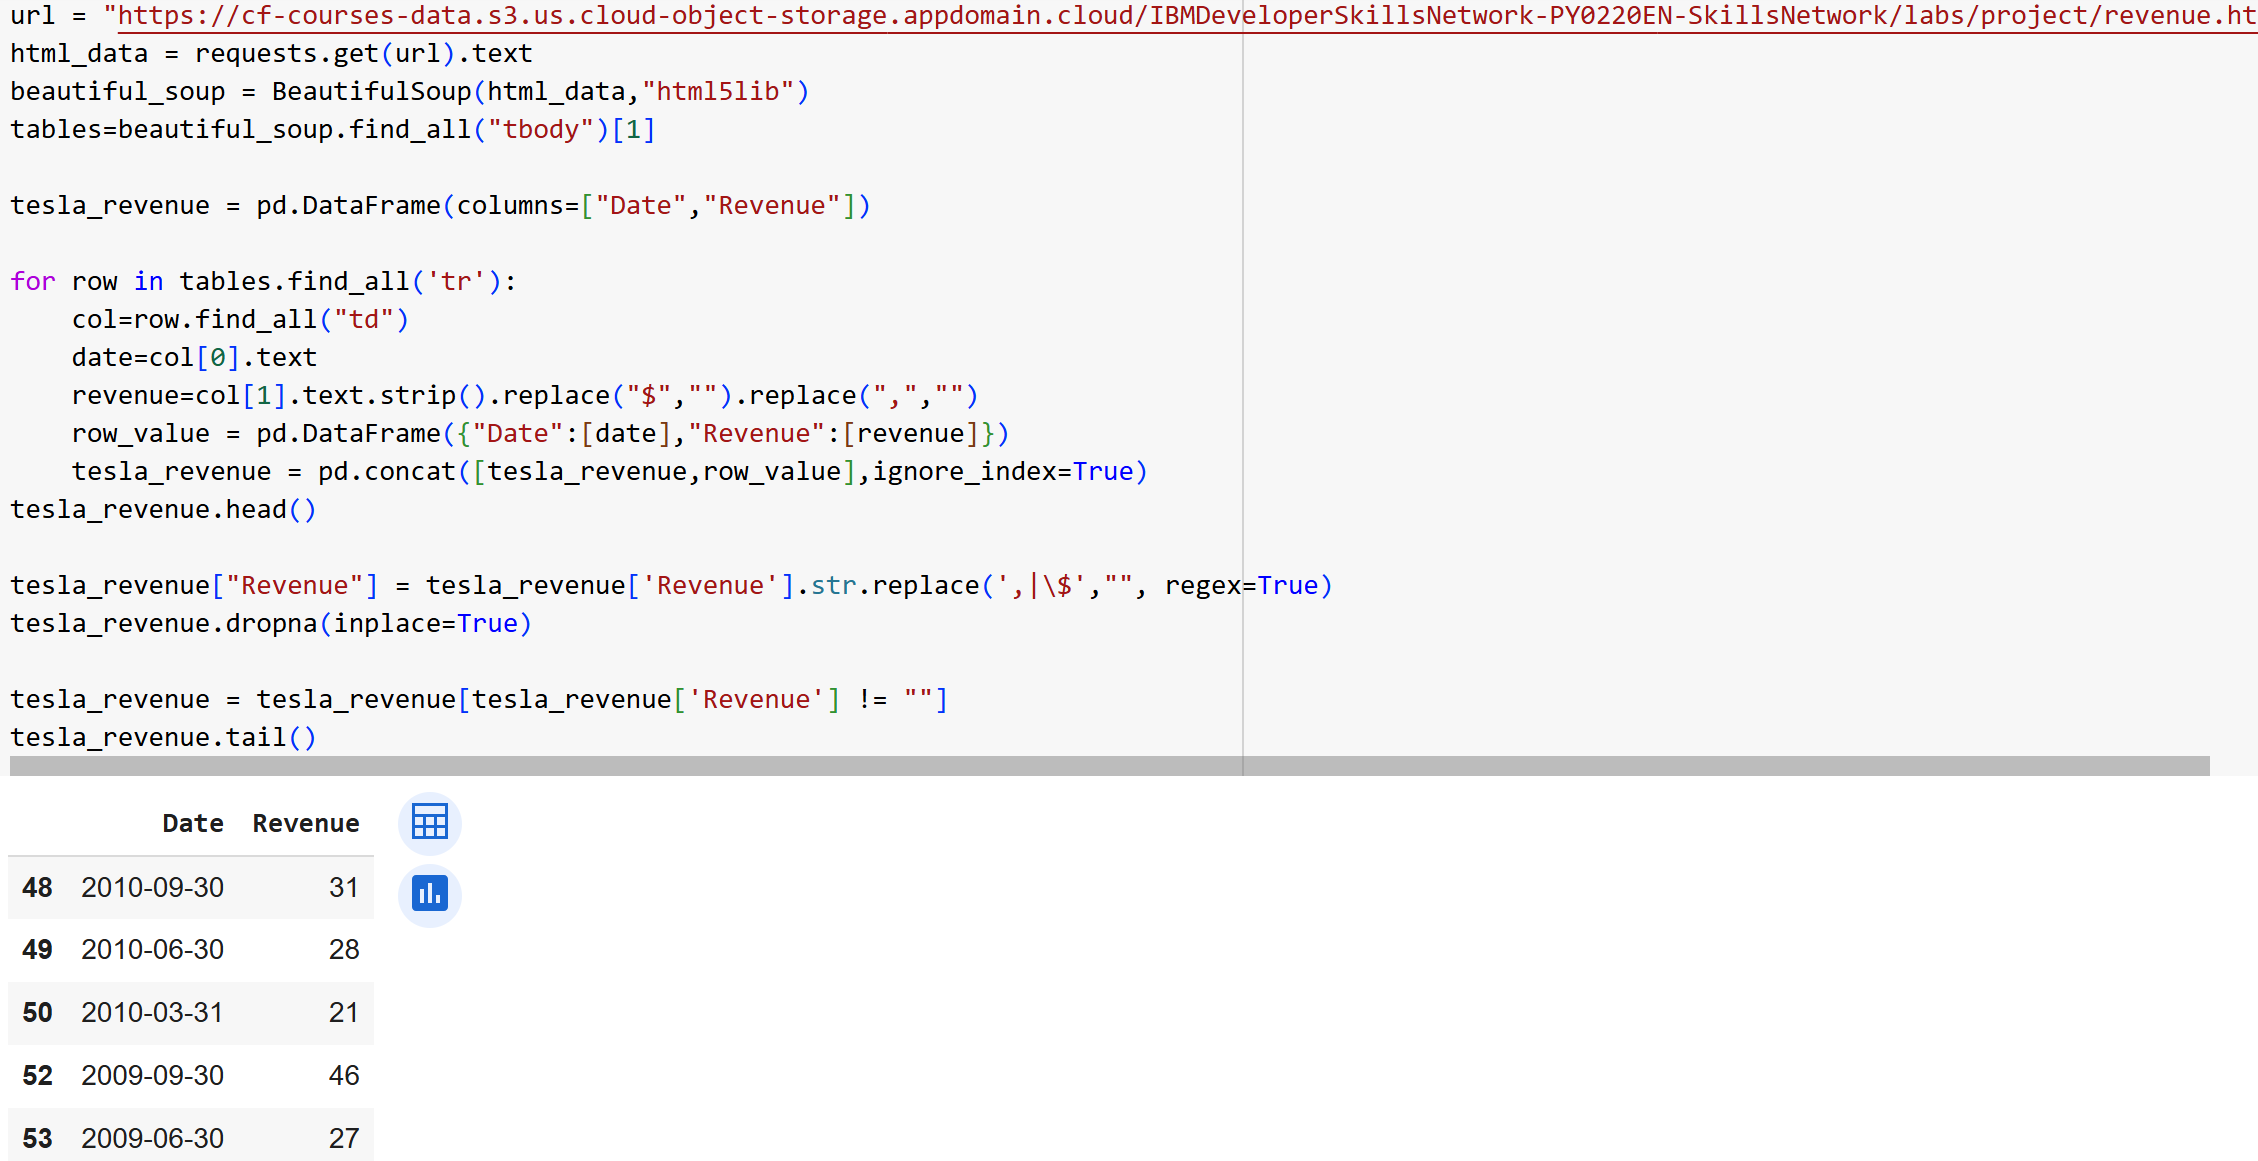 url = "https://cf-courses-data.s3.us.cloud-object-storage.appdomain.cloud/IBMDeveloperSkillsNetwork-PY0220EN-SkillsNetwork/labs/project/revenue.ht
html_data = requests.get(url).text
beautiful_soup = BeautifulSoup(html_data,"html5lib")
tables=beautiful_soup.find_all("tbody")[1]
tesla_revenue = pd.DataFrame(columns=["Date","Revenue"])
for row in tables.find_all('tr'):
    col=row.find_all("td")
    date=col[0].text
    revenue=col[1].text.strip().replace("$","").replace(",","")
    row_value = pd.DataFrame({"Date":[date],"Revenue":[revenue]})
    tesla_revenue = pd.concat([tesla_revenue,row_value],ignore_index=True)
tesla_revenue.head()
tesla_revenue["Revenue"] = tesla_revenue['Revenue'].str.replace(',|\$',"", regex=True)
tesla_revenue.dropna(inplace=True)
tesla_revenue = tesla_revenue[tesla_revenue['Revenue'] != ""]
tesla_revenue.tail()
Date Revenue
48 2010-09-30 31
49 2010-06-30 28
50 2010-03-31 21
52 2009-09-30 46
53 2009-06-30 27